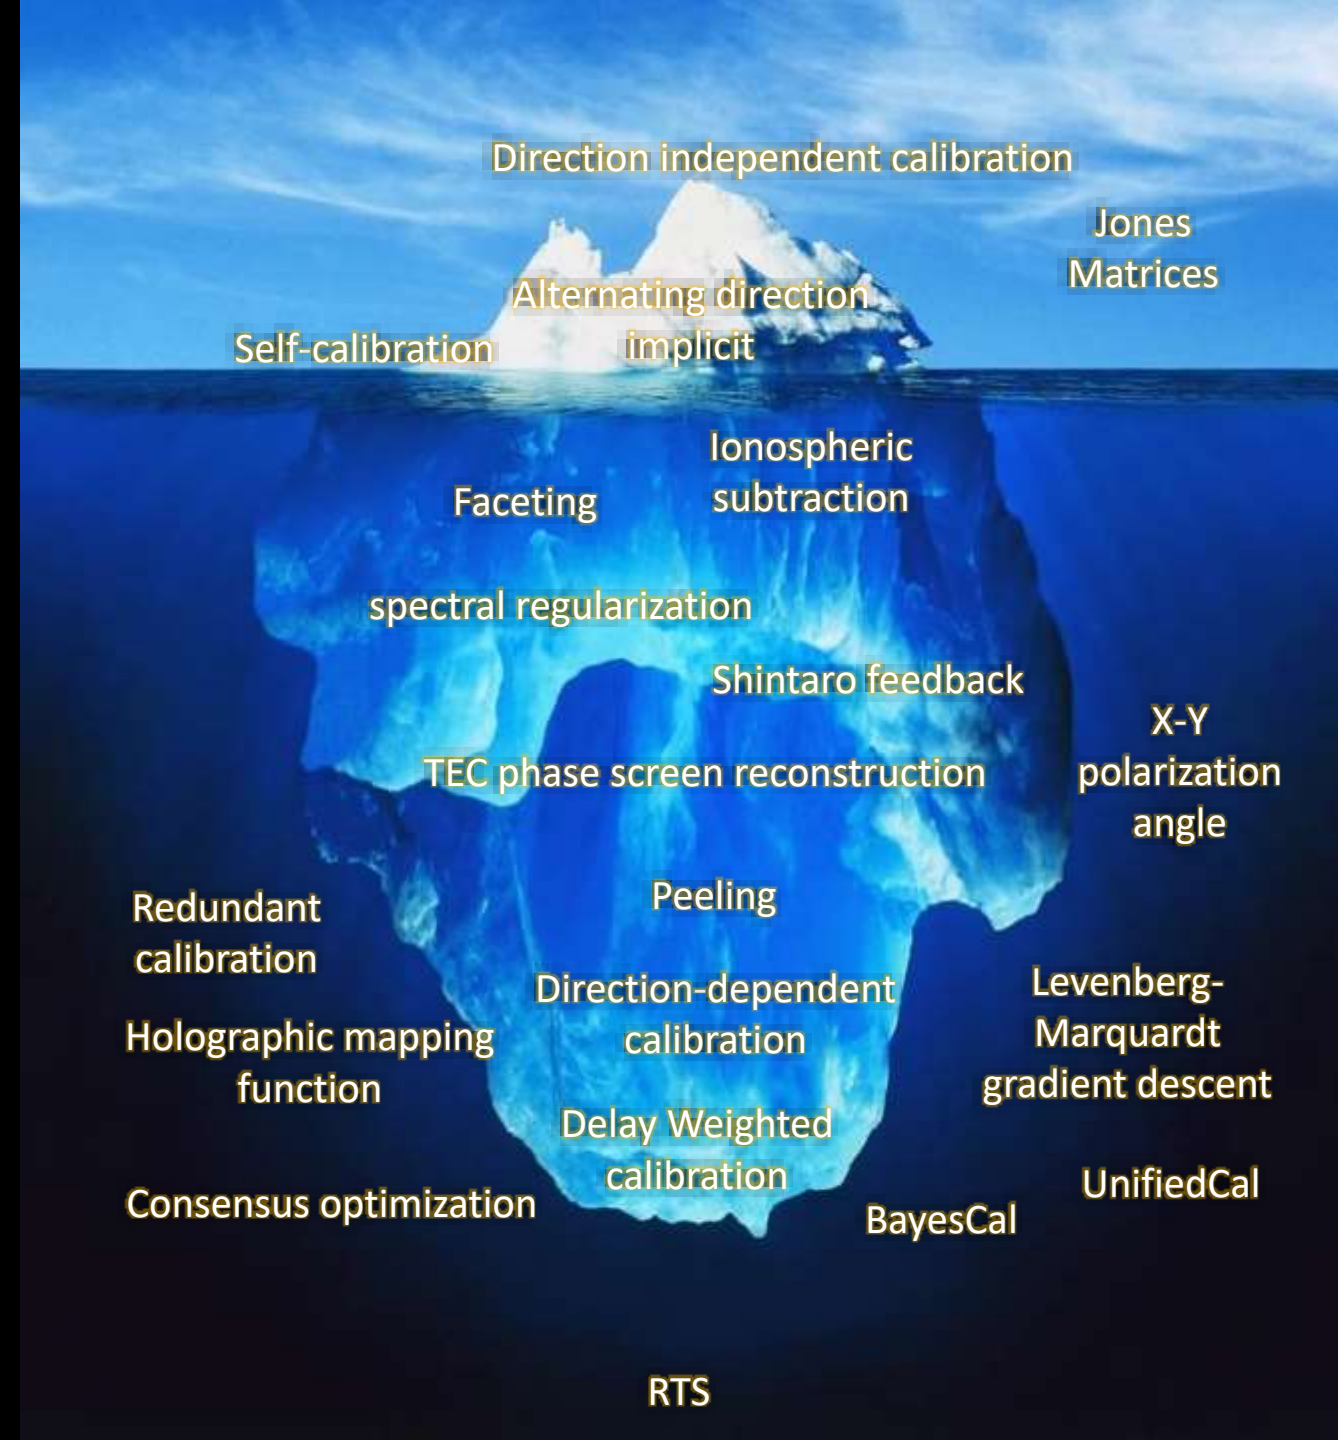 Direction independent calibration
Jones
Matrices
Alternating direction
implicit
Self-calibration
Ionospheric
subtraction
Faceting
spectral regularization
Shintaro feedback
X-Y
polarization
angle
TEC phase screen reconstruction
Peeling
Redundant
calibration
Direction-dependent
calibration
Levenberg-
Marquardt
gradient descent
Holographic mapping
function
Delay Weighted
calibration
UnifiedCal
Consensus optimization
BayesCal
RTS